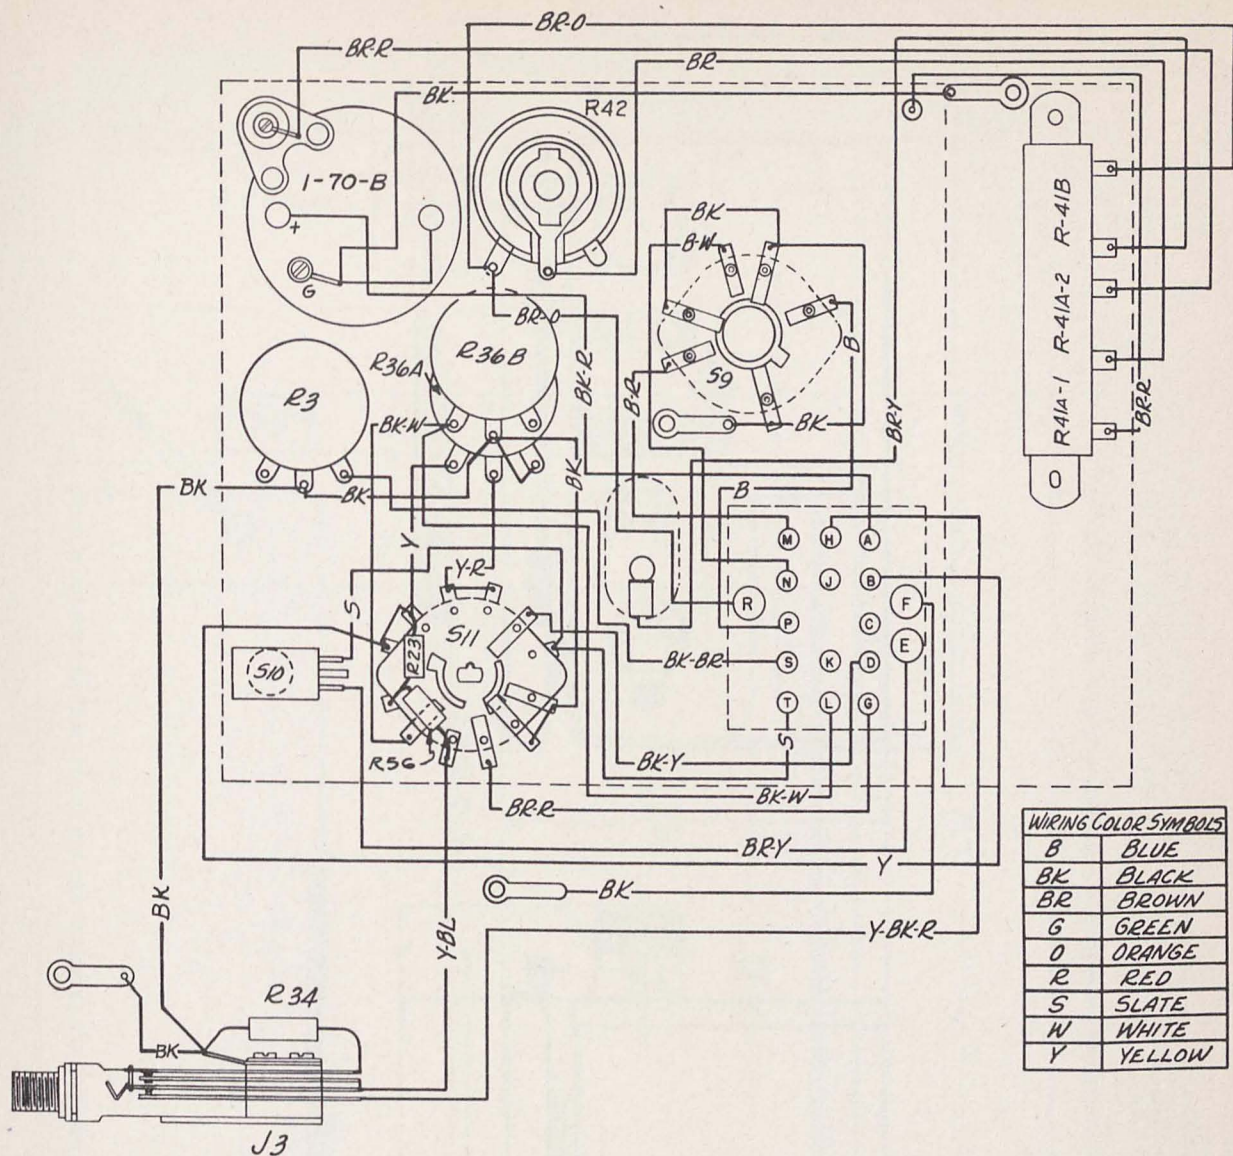 BR-O
BR-R
BR
BK
R42
I-70-B
+
G
BK
B-W
R41A-1 R-41A-2 R-41B
BR-O
R36B
R36A
BK-R
B-R
S9
B
R3
BK-W
BK
BR-Y
BR-R
BK
BK
BK
B
M
H
A
Y
Y-R
N
J
B
S
R
F
P
C
S11
E
R23
S10
BK-BR
S
K
D
T
L
G
S
R56
BK-Y
BK-W
BR-R
BR-Y
Y
BK
BK
Y-BL
Y-BK-R
R34
BK
J3
WIRING COLOR SYMBOLS
B BLUE
BK BLACK
BR BROWN
G GREEN
O ORANGE
R RED
S SLATE
W WHITE
Y YELLOW